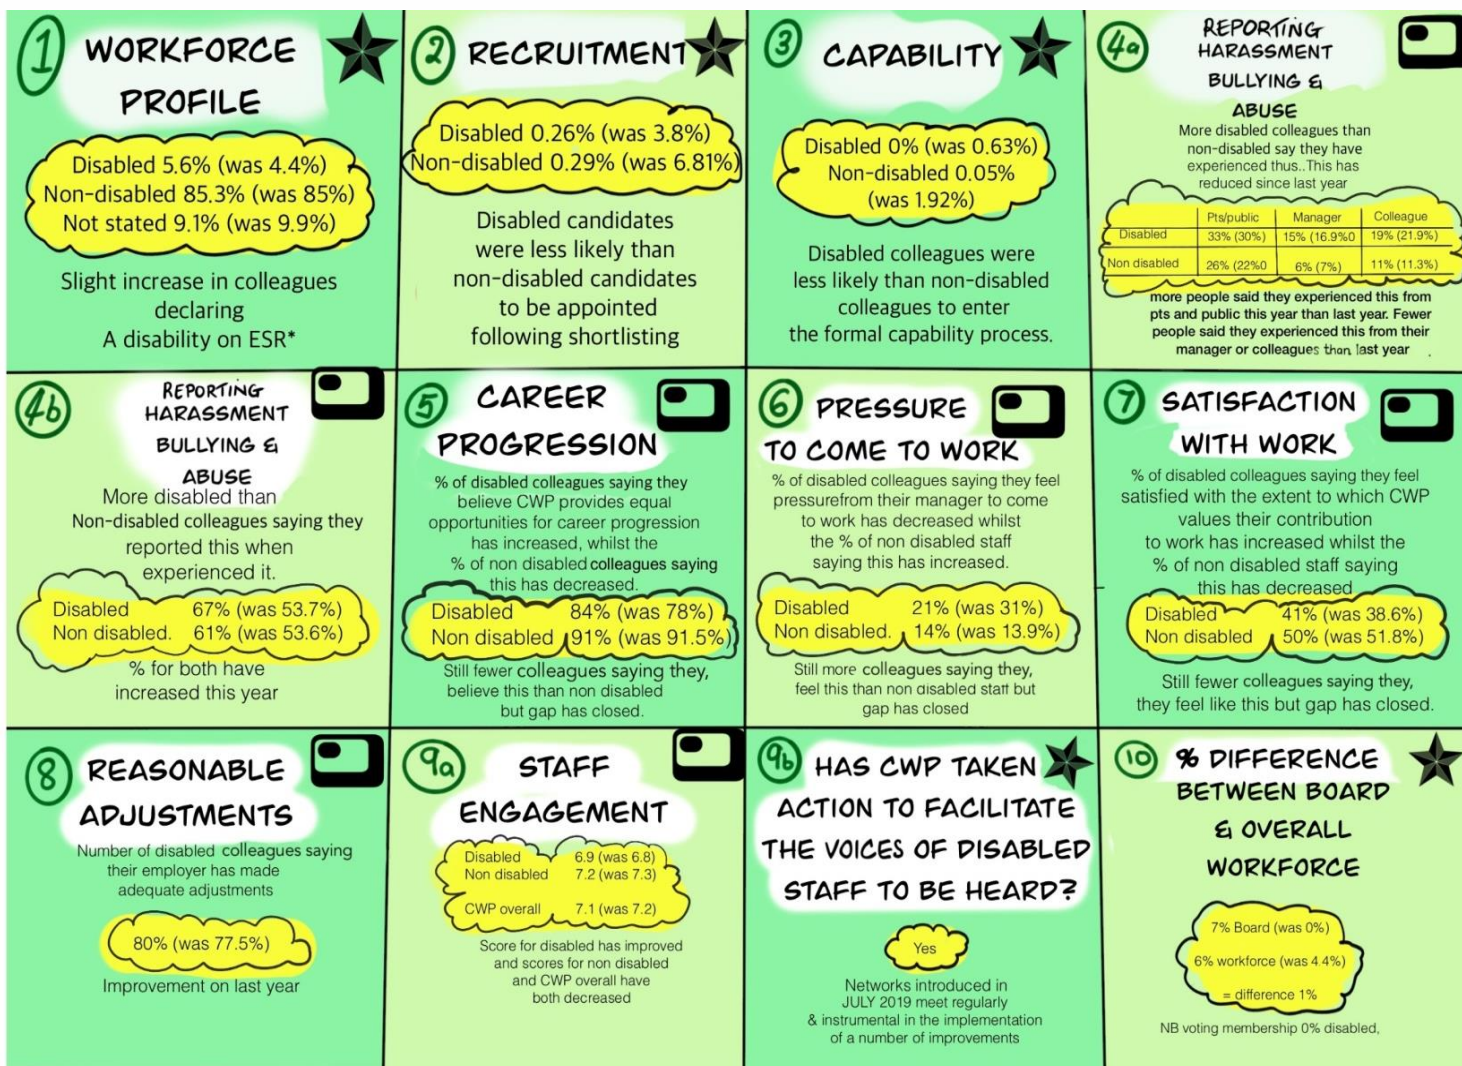 1 WORKFORCE
PROFILE
Disabled 5.6% (was 4.4%)
Non-disabled 85.3% (was 85%)
Not stated 9.1% (was 9.9%)
Slight increase in colleagues
declaring
A disability on ESR*
2 RECRUITMENT
Disabled 0.26% (was 3.8%)
Non-disabled 0.29% (was 6.81%)
Disabled candidates
were less likely than
non-disabled candidates
to be appointed
following shortlisting
3 CAPABILITY
Disabled 0% (was 0.63%)
Non-disabled 0.05%
(was 1.92%)
Disabled colleagues were
less likely than non-disabled
colleagues to enter
the formal capability process.
4a REPORTING
HARASSMENT
BULLYING &
ABUSE
More disabled colleagues than
non-disabled say they have
experienced thus..This has
reduced since last year
Pts/public Manager Colleague
Disabled 33% (30%) 15% (16.9%0 19% (21.9%)
Non disabled 26% (22%0 6% (7%) 11% (11.3%)
more people said they experienced this from
pts and public this year than last year. Fewer
people said they experienced this from their
manager or colleagues than last year
4b REPORTING
HARASSMENT
BULLYING &
ABUSE
More disabled than
Non-disabled colleagues saying they
reported this when
experienced it.
Disabled 67% (was 53.7%)
Non disabled. 61% (was 53.6%)
% for both have
increased this year
5 CAREER
PROGRESSION
% of disabled colleagues saying they
believe CWP provides equal
opportunities for career progression
has increased, whilst the
% of non disabled colleagues saying
this has decreased.
Disabled 84% (was 78%)
Non disabled 91% (was 91.5%)
Still fewer colleagues saying they,
believe this than non disabled
but gap has closed.
6 PRESSURE
TO COME TO WORK
% of disabled colleagues saying they feel
pressurefrom their manager to come
to work has decreased whilst
the % of non disabled staff
saying this has increased.
Disabled 21% (was 31%)
Non disabled. 14% (was 13.9%)
Still more colleagues saying they,
feel this than non disabled staff but
gap has closed
7 SATISFACTION
WITH WORK
% of disabled colleagues saying they feel
satisfied with the extent to which CWP
values their contribution
to work has increased whilst the
% of non disabled staff saying
this has decreased
Disabled 41% (was 38.6%)
Non disabled 50% (was 51.8%)
Still fewer colleagues saying they,
they feel like this but gap has closed.
8 REASONABLE
ADJUSTMENTS
Number of disabled colleagues saying
their employer has made
adequate adjustments
80% (was 77.5%)
Improvement on last year
9a STAFF
ENGAGEMENT
Disabled 6.9 (was 6.8)
Non disabled 7.2 (was 7.3)
CWP overall 7.1 (was 7.2)
Score for disabled has improved
and scores for non disabled
and CWP overall have
both decreased
9b HAS CWP TAKEN
ACTION TO FACILITATE
THE VOICES OF DISABLED
STAFF TO BE HEARD?
Yes
Networks introduced in
JULY 2019 meet regularly
& instrumental in the implementation
of a number of improvements
10 % DIFFERENCE
BETWEEN BOARD
& OVERALL
WORKFORCE
7% Board (was 0%)
6% workforce (was 4.4%)
= difference 1%
NB voting membership 0% disabled,